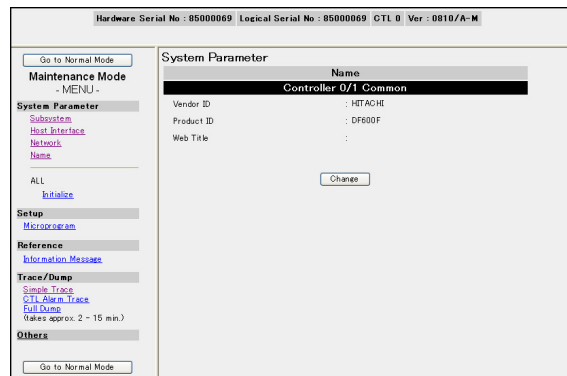 Hardware Serial No : 85000069 Logical Serial No : 85000069 CTL 0 Ver : 0810/A-M
Go to Normal Mode
Maintenance Mode
- MENU -
System Parameter
Subsystem
Host Interface
Network
Name
ALL
Initialize
Setup
Microprogram
Reference
Information Message
Trace/Dump
Simple Trace
CTL Alarm Trace
Full Dump
(takes approx. 2 - 15 min.)
Others
Go to Normal Mode
System Parameter
Name
Controller 0/1 Common
Vendor ID : HITACHI
Product ID : DF600F
Web Title :
Change